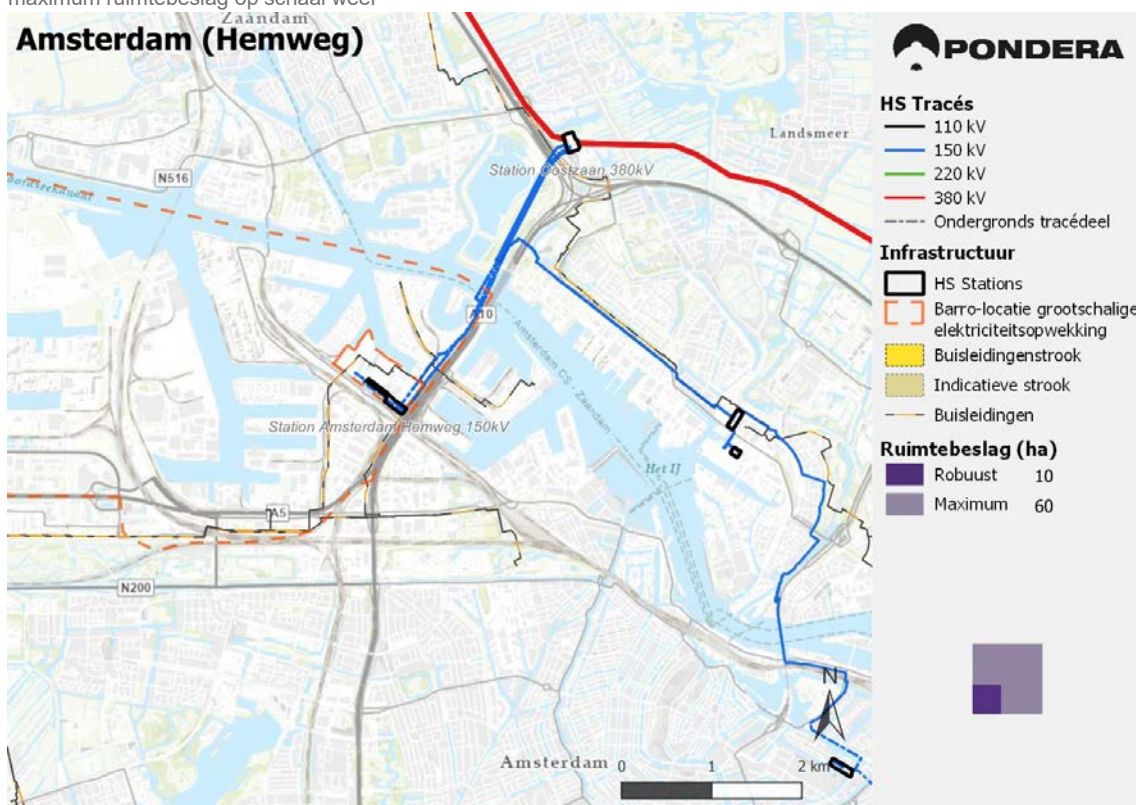 maximum ruimtebeslag op schaal weer
Amsterdam (Hemweg)
Zaandam
PONDERA
HS Tracés
110 kV
150 kV
220 kV
380 kV
Ondergronds tracédeel
Infrastructuur
HS Stations
Barro-locatie grootschalige
elektriciteitsopwekking
Buisleidingenstrook
Indicatieve strook
Buisleidingen
Ruimtebeslag (ha)
Robuust 10
Maximum 60
Landsmeer
Station Oostzaan 380kV
N516
A10
Amsterdam CS - Zaandam
Station Amsterdam Hemweg 150kV
Het IJ
A5
N200
N
Amsterdam
0 1 2 km